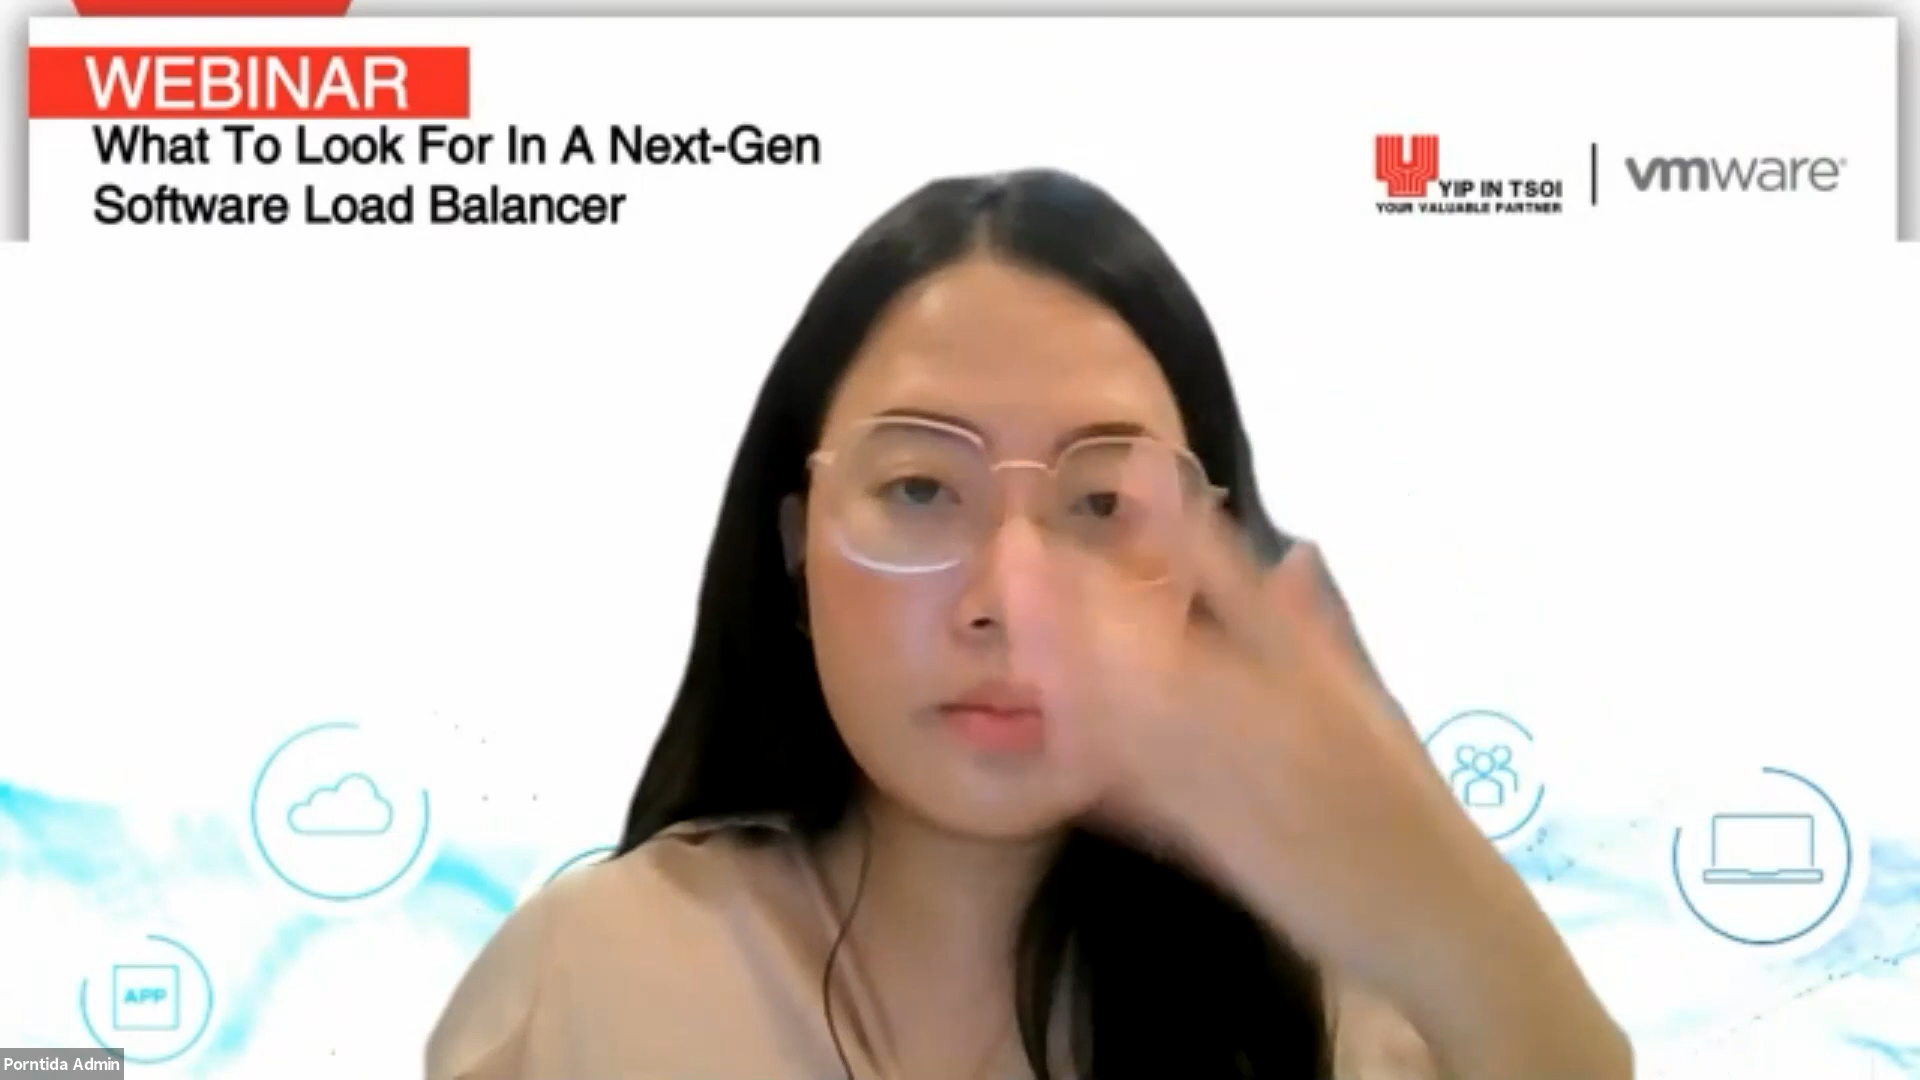 WEBINAR
What To Look For In A Next-Gen
Software Load Balancer
YIP IN TSOI
YOUR VALUABLE PARTNER
vmware®
APP
Porntida Admin